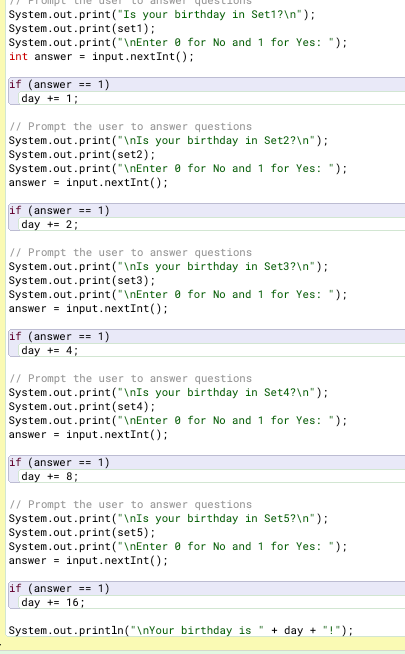 // Prompt the user to answer questions
System.out.print("Is your birthday in Set1?\n");
System.out.print(set1);
System.out.print("\nEnter 0 for No and 1 for Yes: ");
int answer = input.nextInt();
if (answer == 1)
day += 1;
// Prompt the user to answer questions
System.out.print("\nIs your birthday in Set2?\n");
System.out.print(set2);
System.out.print("\nEnter 0 for No and 1 for Yes: ");
answer = input.nextInt();
if (answer == 1)
day += 2;
// Prompt the user to answer questions
System.out.print("\nIs your birthday in Set3?\n");
System.out.print(set3);
System.out.print("\nEnter 0 for No and 1 for Yes: ");
answer = input.nextInt();
if (answer == 1)
day += 4;
// Prompt the user to answer questions
System.out.print("\nIs your birthday in Set4?\n");
System.out.print(set4);
System.out.print("\nEnter 0 for No and 1 for Yes: ");
answer = input.nextInt();
if (answer == 1)
day += 8;
// Prompt the user to answer questions
System.out.print("\nIs your birthday in Set5?\n");
System.out.print(set5);
System.out.print("\nEnter 0 for No and 1 for Yes: ");
answer = input.nextInt();
if (answer == 1)
day += 16;
System.out.println("\nYour birthday is " + day + "!");